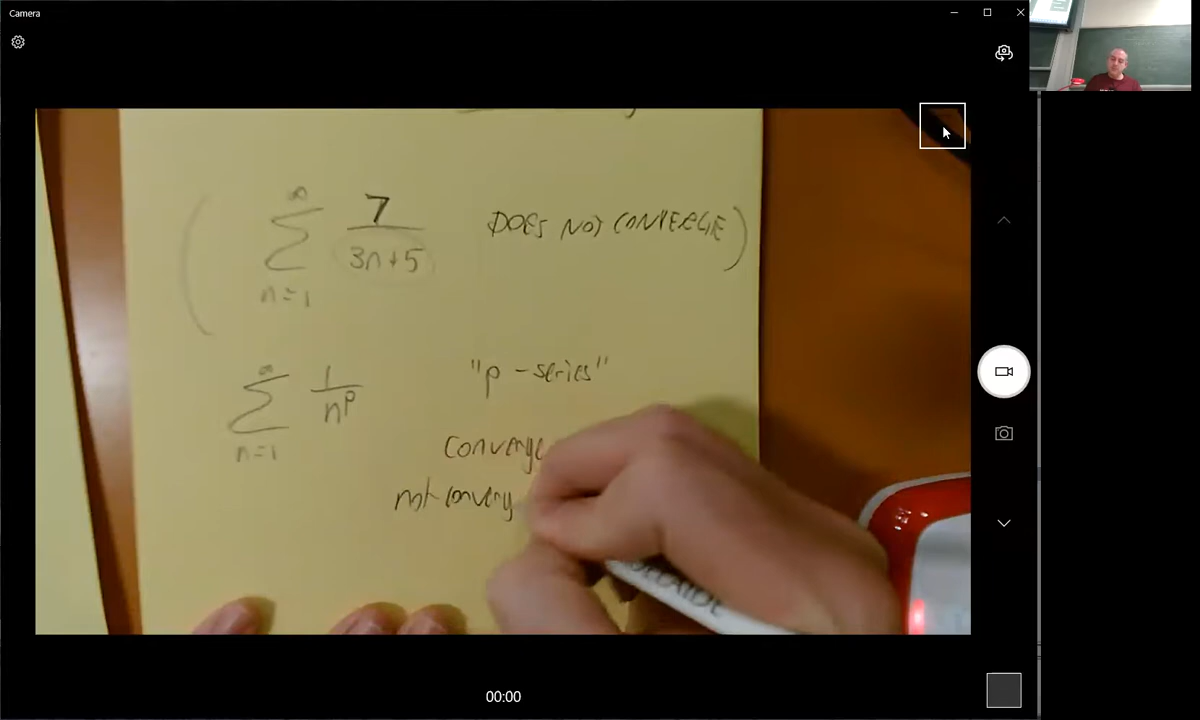 Camera
∞
Σ 7 / 3n+5 DOES NOT CONVERGE)
n=1
∞
Σ 1 / n^p "p-series"
n=1
Converge
not converg
00:00